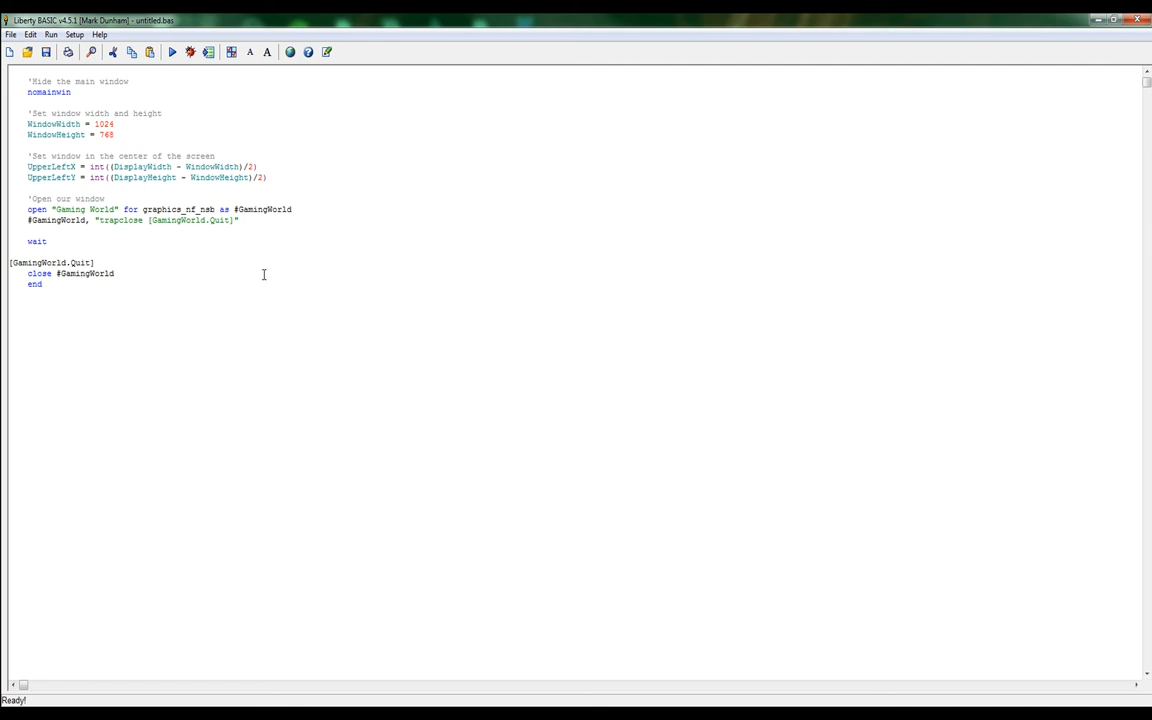 Liberty BASIC v4.5.1 [Mark Dunham] - untitled.bas
File Edit Run Setup Help
A A
'Hide the main window
nomainwin
'Set window width and height
WindowWidth = 1024
WindowHeight = 768
'Set window in the center of the screen
UpperLeftX = int((DisplayWidth - WindowWidth)/2)
UpperLeftY = int((DisplayHeight - WindowHeight)/2)
'Open our window
open "Gaming World" for graphics_nf_nsb as #GamingWorld
#GamingWorld, "trapclose [GamingWorld.Quit]"
wait
[GamingWorld.Quit]
close #GamingWorld
end
Ready!